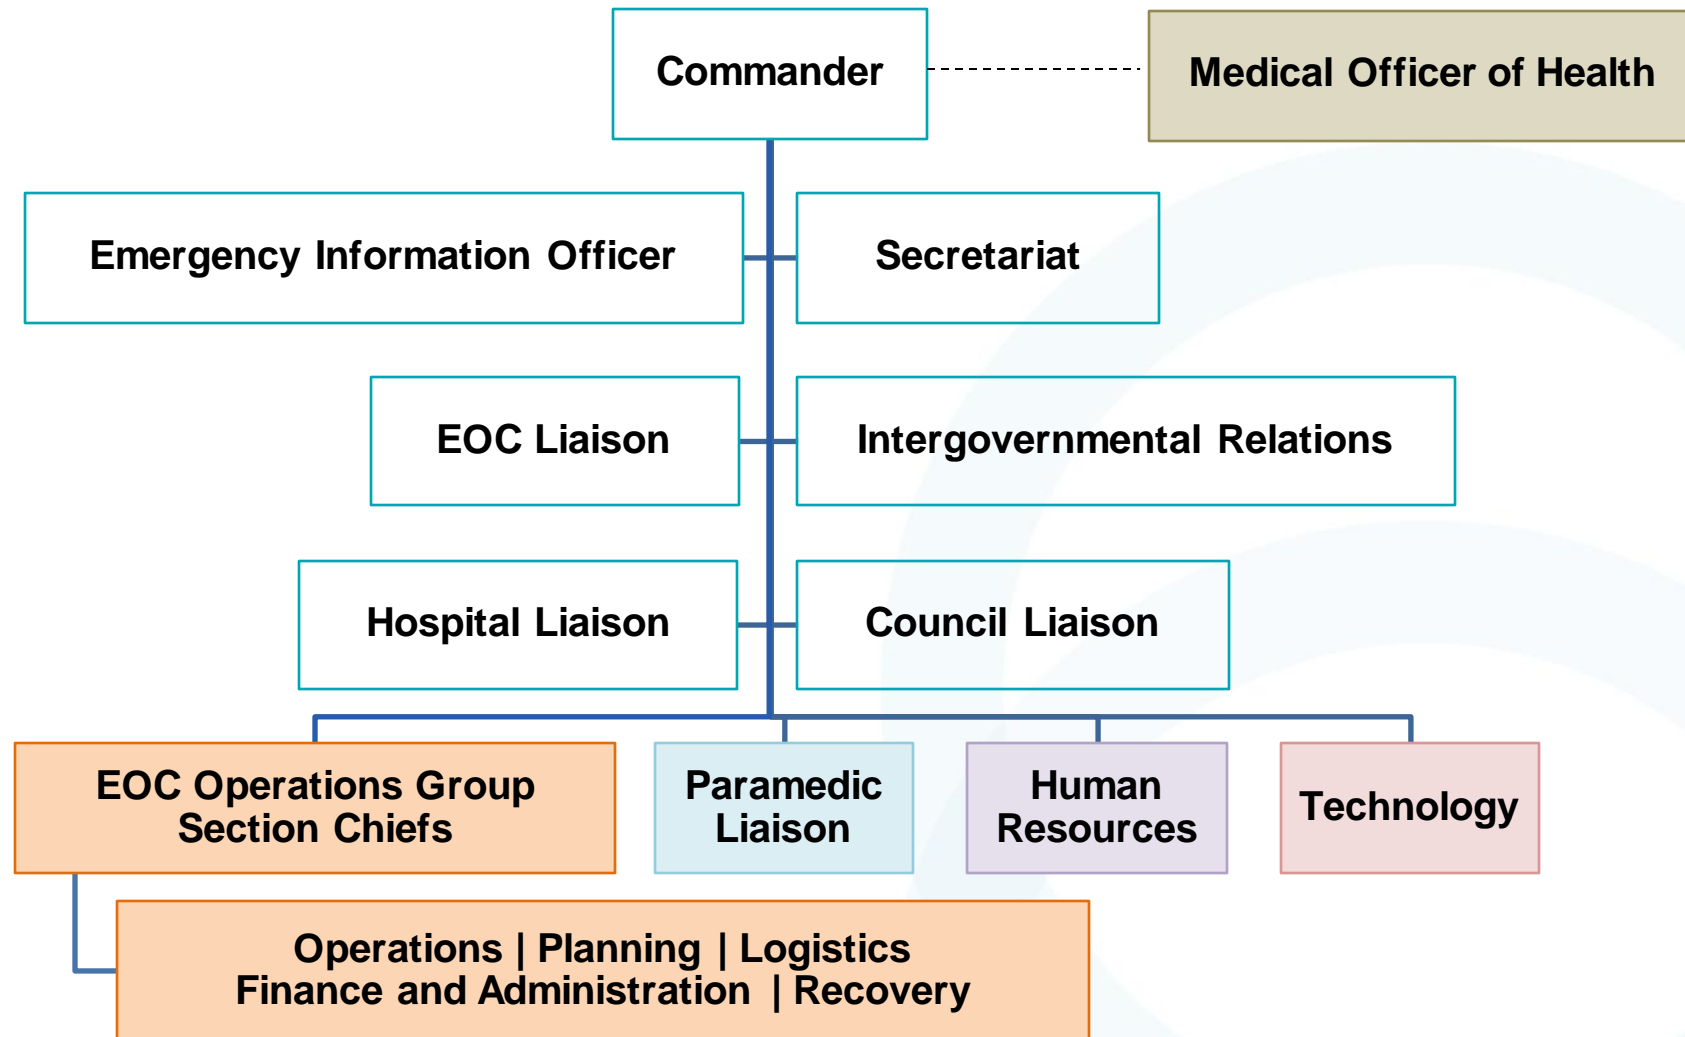 Commander
Medical Officer of Health
Emergency Information Officer
Secretariat
EOC Liaison
Intergovernmental Relations
Hospital Liaison
Council Liaison
EOC Operations Group
Section Chiefs
Paramedic
Liaison
Human
Resources
Technology
Operations | Planning | Logistics
Finance and Administration | Recovery